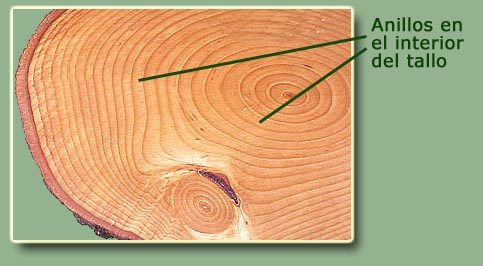 Anillos en
el interior
del tallo